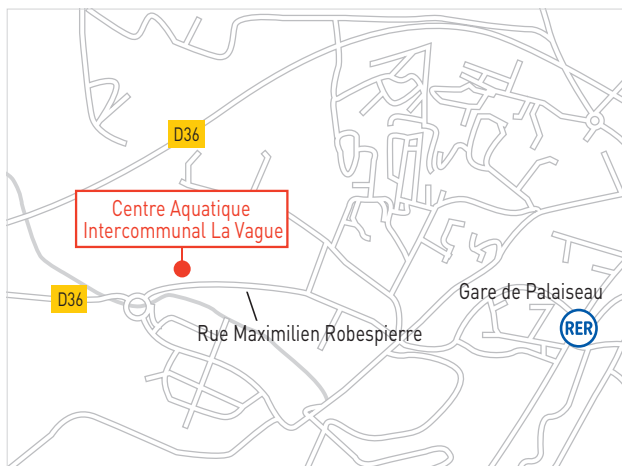 D36
Centre Aquatique
Intercommunal La Vague
D36
Gare de Palaiseau
RER
Rue Maximilien Robespierre